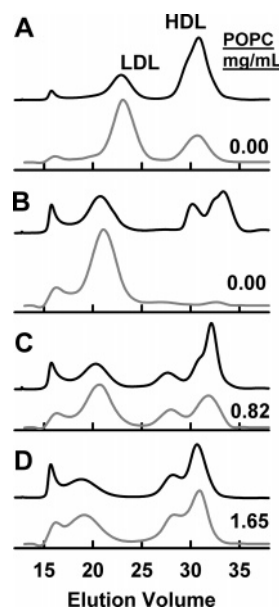 A
HDL
POPC
mg/mL
LDL
0.00
B
0.00
C
0.82
D
1.65
15 20 25 30 35
Elution Volume